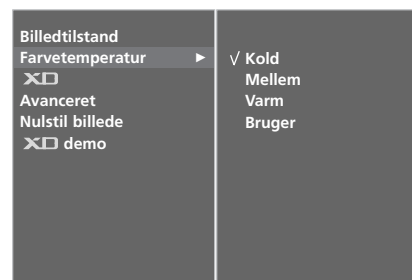 Billedtilstand
Farvetemperatur ►
XD
Avanceret
Nulstil billede
XD demo
√ Kold
Mellem
Varm
Bruger